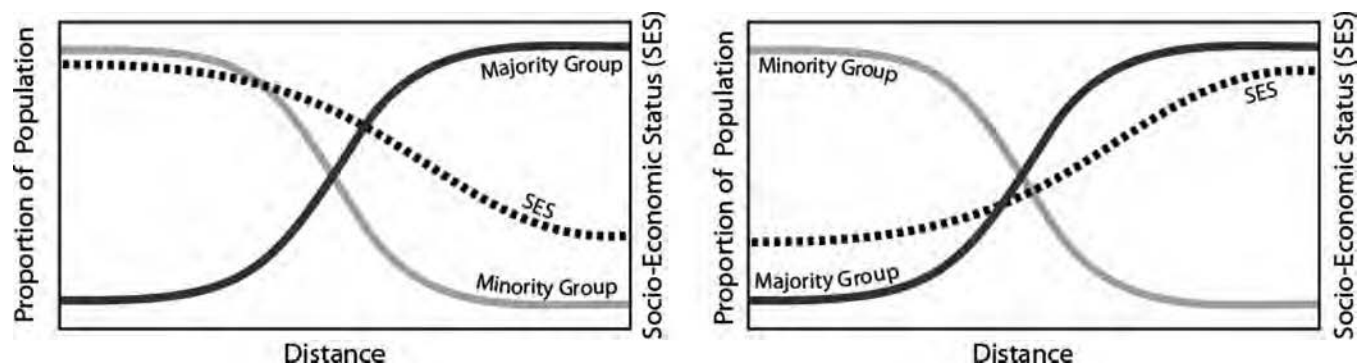 Proportion of Population
Majority Group
SES
Minority Group
Socio-Economic Status (SES)
Distance
Proportion of Population
Minority Group
SES
Majority Group
Socio-Economic Status (SES)
Distance